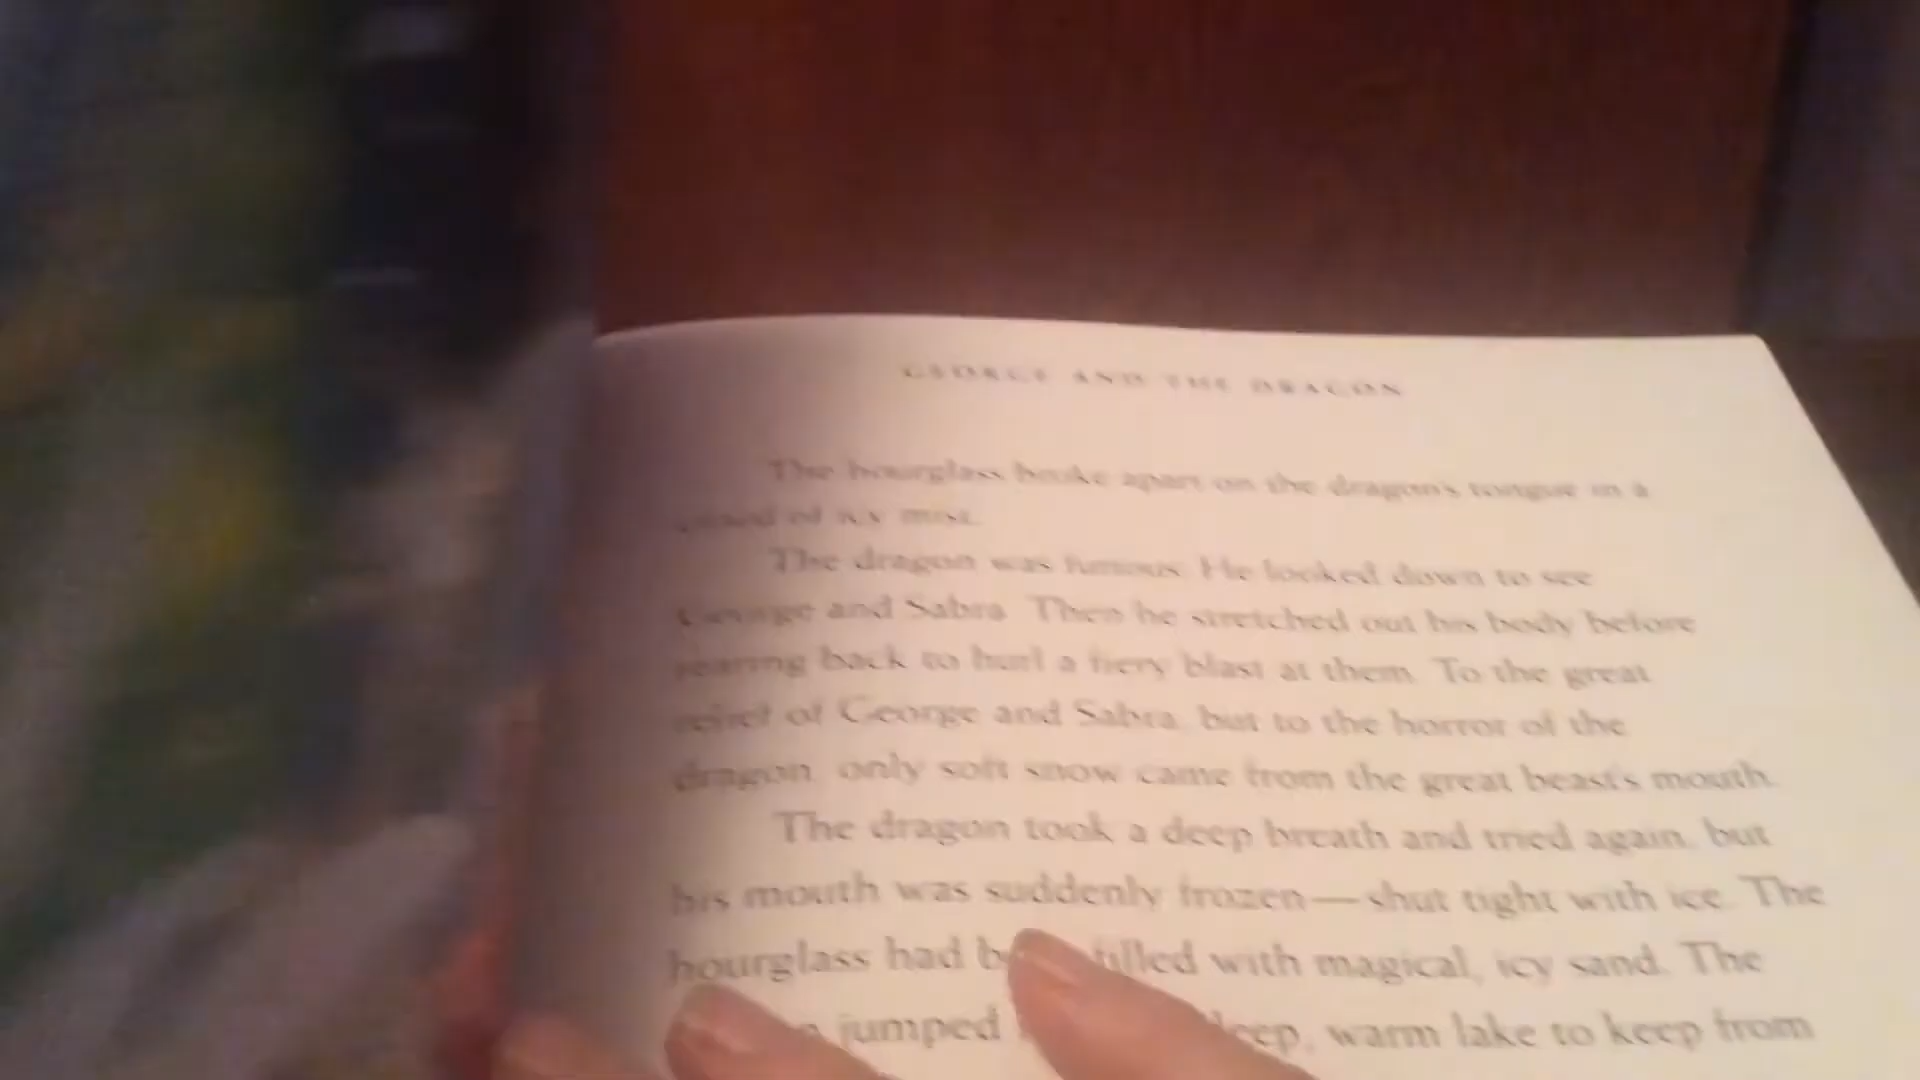 GEORGE AND THE DRAGON
The hourglass broke apart on the dragon's tongue in a
of icy mist.
The dragon was furious. He looked down to see
George and Sabra. Then he stretched out his body before
rearing back to hurl a fiery blast at them. To the great
relief of George and Sabra, but to the horror of the
dragon, only soft snow came from the great beast's mouth.
The dragon took a deep breath and tried again, but
his mouth was suddenly frozen—shut tight with ice. The
hourglass had filled with magical, icy sand. The
jumped warm lake to keep from